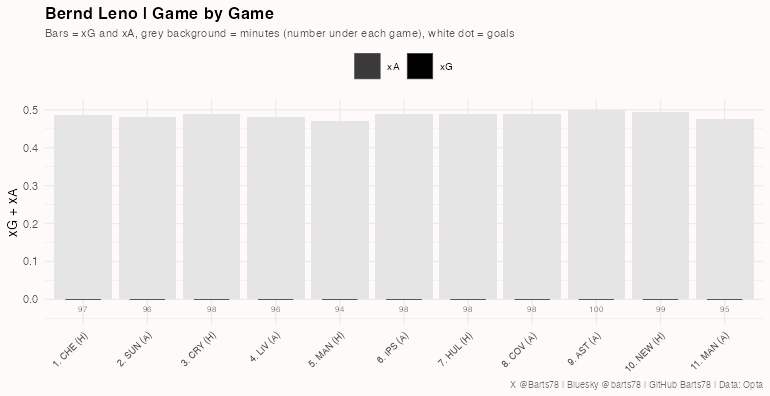 Bernd Leno | Game by Game
Bars = xG and xA, grey background = minutes (number under each game), white dot = goals
xA xG
xG + xA
0.5
0.4
0.3
0.2
0.1
0.0
97 96 98 96 94 98 98 98 100 99 95
1. CHE (H) 2. SUN (A) 3. CRY (H) 4. LIV (A) 5. MAN (H) 6. IPS (A) 7. HUL (H) 8. COV (A) 9. AST (A) 10. NEW (H) 11. MAN (A)
X @Barts78 | Bluesky @barts78 | GitHub Barts78 | Data: Opta